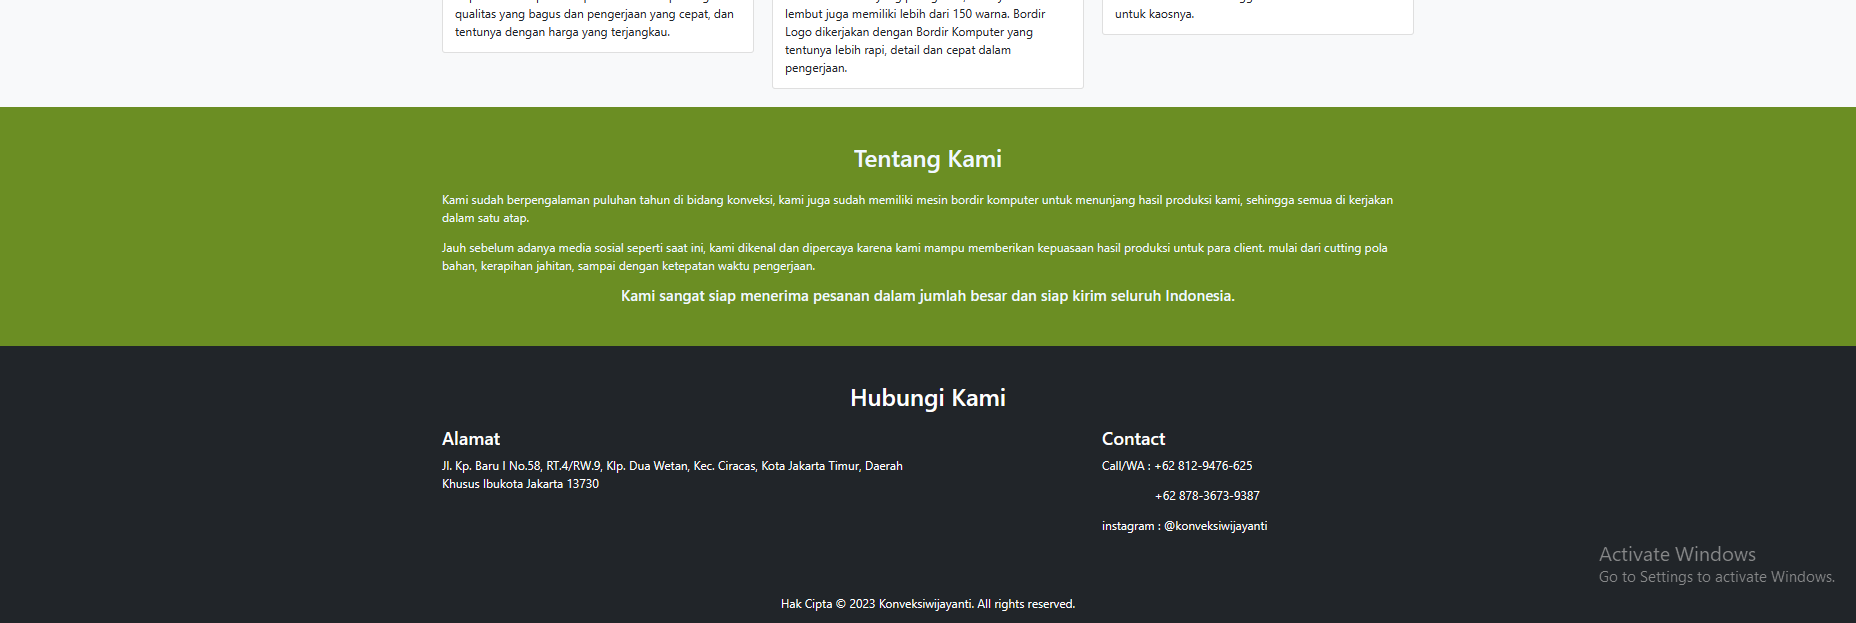 qualitas yang bagus dan pengerjaan yang cepat, dan
tentunya dengan harga yang terjangkau.
lembut juga memiliki lebih dari 150 warna. Bordir
Logo dikerjakan dengan Bordir Komputer yang
tentunya lebih rapi, detail dan cepat dalam
pengerjaan.
untuk kaosnya.
Tentang Kami
Kami sudah berpengalaman puluhan tahun di bidang konveksi, kami juga sudah memiliki mesin bordir komputer untuk menunjang hasil produksi kami, sehingga semua di kerjakan
dalam satu atap.
Jauh sebelum adanya media sosial seperti saat ini, kami dikenal dan dipercaya karena kami mampu memberikan kepuasaan hasil produksi untuk para client. mulai dari cutting pola
bahan, kerapihan jahitan, sampai dengan ketepatan waktu pengerjaan.
Kami sangat siap menerima pesanan dalam jumlah besar dan siap kirim seluruh Indonesia.
Hubungi Kami
Alamat
Jl. Kp. Baru I No.58, RT.4/RW.9, Klp. Dua Wetan, Kec. Ciracas, Kota Jakarta Timur, Daerah
Khusus Ibukota Jakarta 13730
Contact
Call/WA : +62 812-9476-625
+62 878-3673-9387
instagram : @konveksiwijayanti
Activate Windows
Go to Settings to activate Windows.
Hak Cipta © 2023 Konveksiwijayanti. All rights reserved.